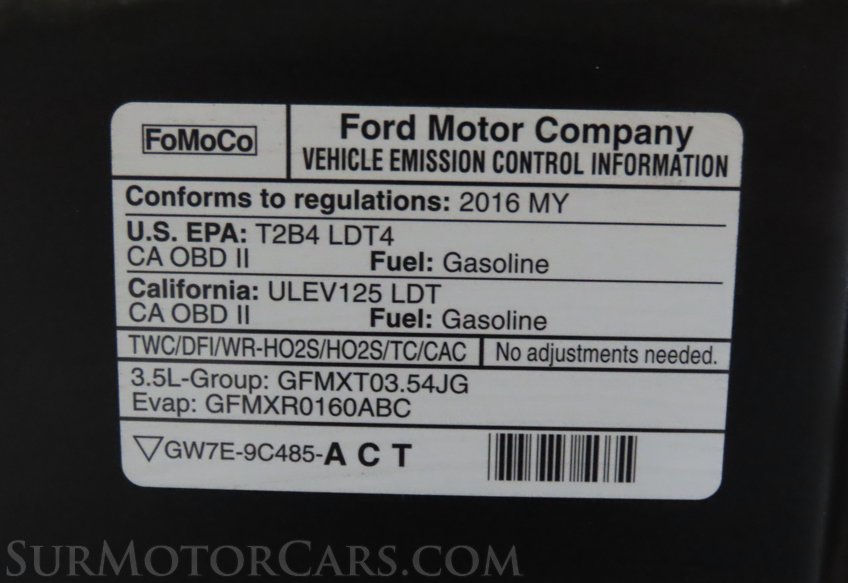 FoMoCo
Ford Motor Company
VEHICLE EMISSION CONTROL INFORMATION
Conforms to regulations: 2016 MY
U.S. EPA: T2B4 LDT4
CA OBD II Fuel: Gasoline
California: ULEV125 LDT
CA OBD II Fuel: Gasoline
TWC/DFI/WR-HO2S/HO2S/TC/CAC No adjustments needed.
3.5L-Group: GFMXT03.54JG
Evap: GFMXR0160ABC
GW7E-9C485-A C T
SURMOTORCARS.COM